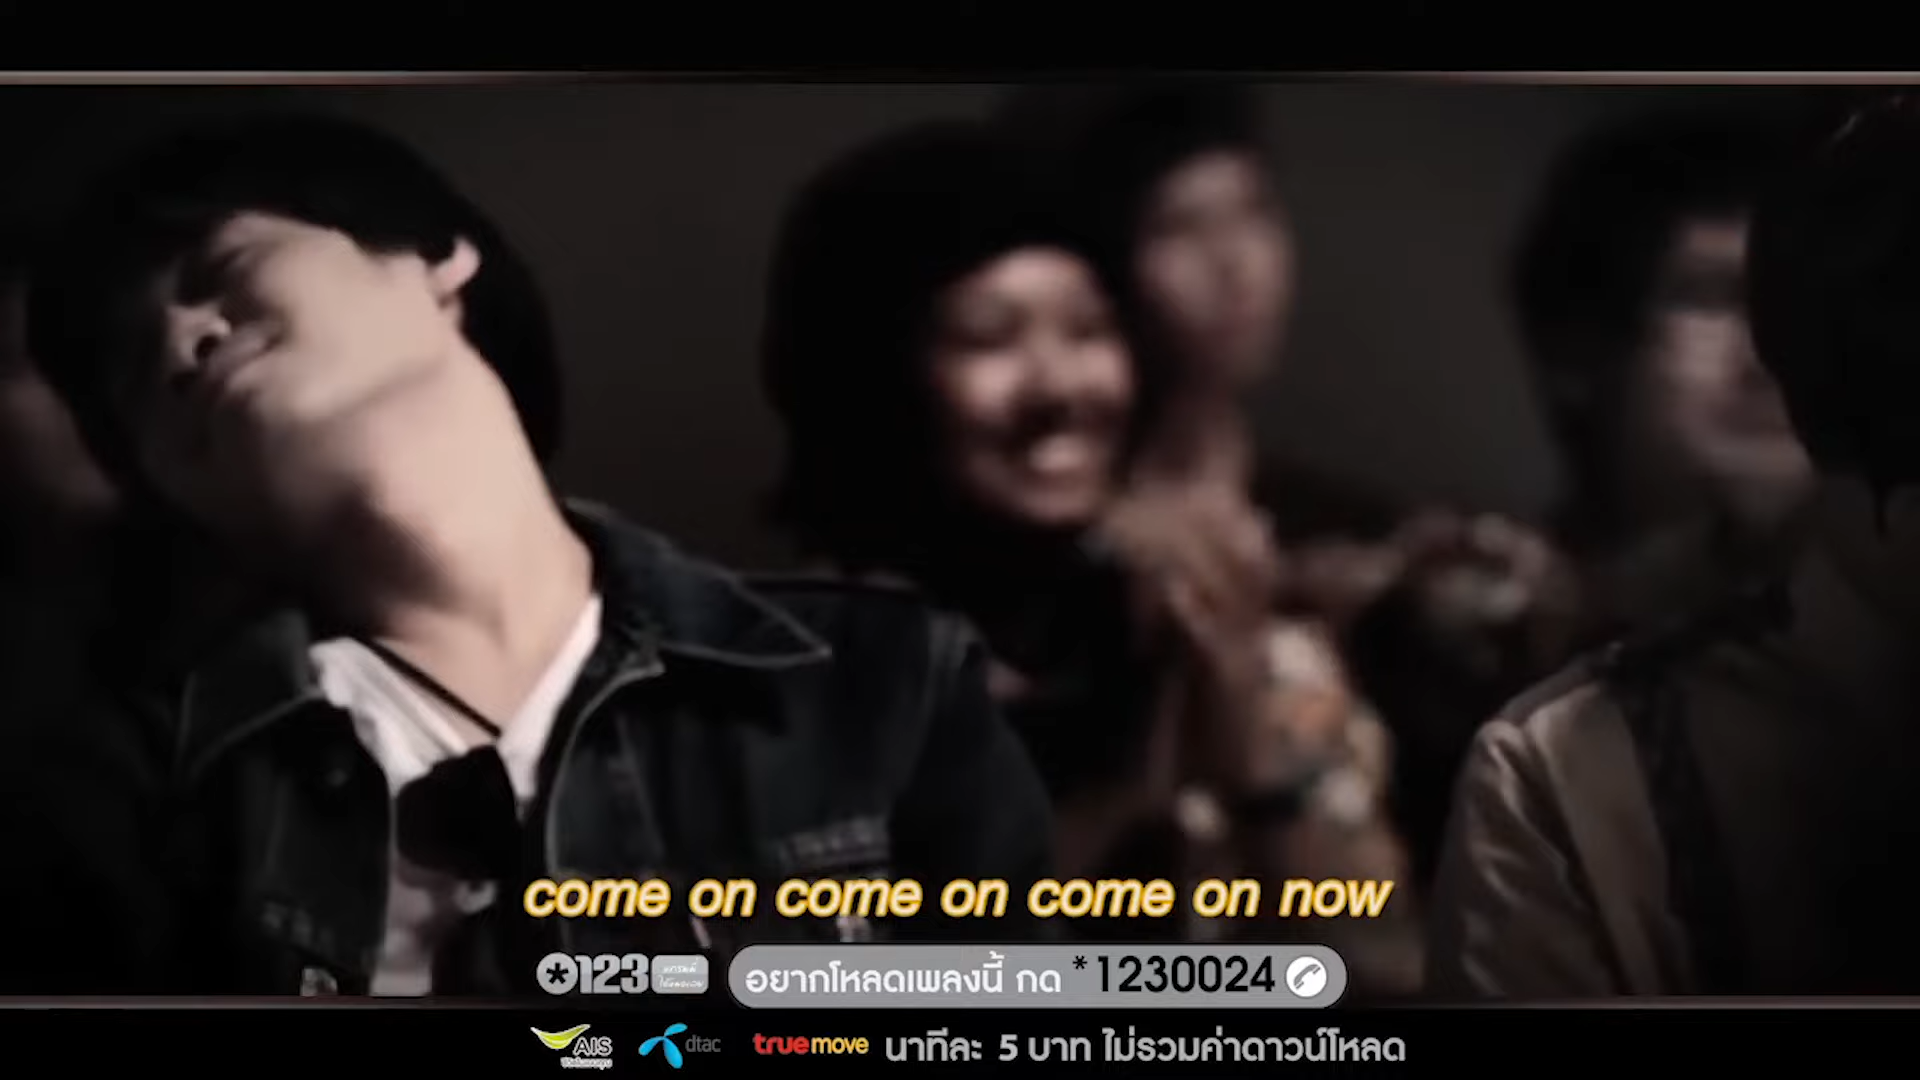 come on come on come on now
*123 อยากโหลดเพลงนี้ กด *1230024
AIS dtac truemove นาทีละ 5 บาท ไม่รวมค่าดาวน์โหลด